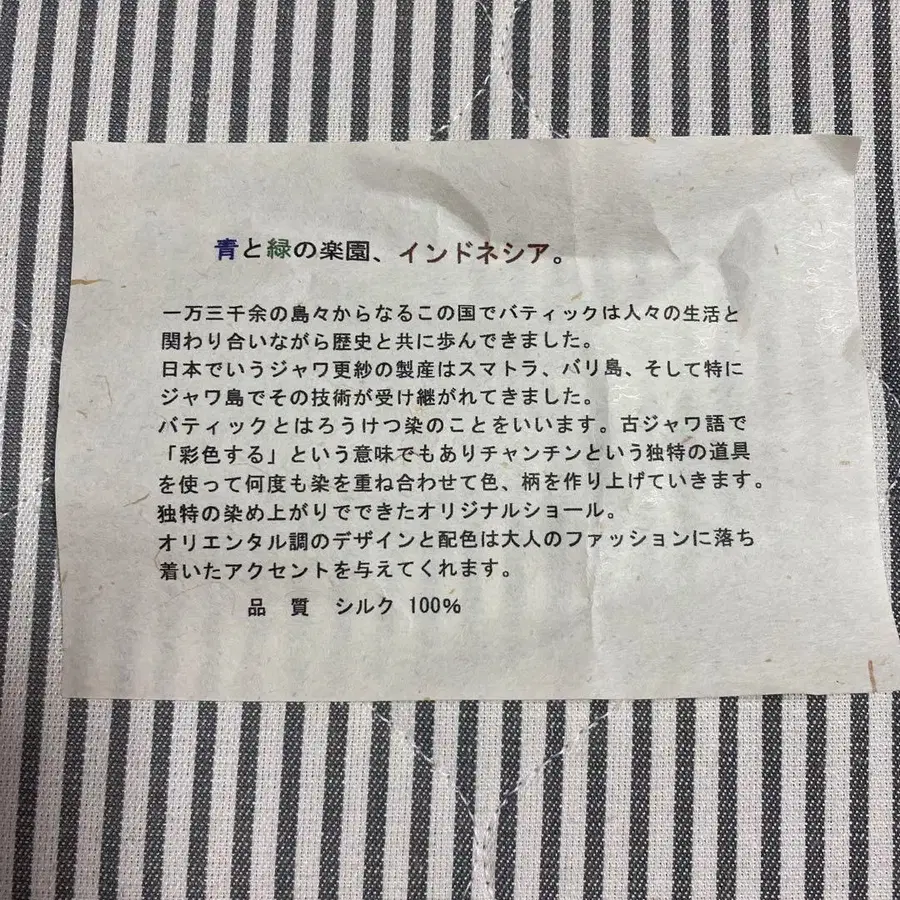 青と緑の楽園、インドネシア。
一万三千余の島々からなるこの国でバティックは人々の生活と
関わり合いながら歴史と共に歩んできました。
日本でいうジャワ更紗の製産はスマトラ、バリ島、そして特に
ジャワ島でその技術が受け継がれてきました。
バティックとはろうけつ染のことをいいます。古ジャワ語で
「彩色する」という意味でもありチャンチンという独特の道具
を使って何度も染を重ね合わせて色、柄を作り上げていきます。
独特の染め上がりでできたオリジナルショール。
オリエンタル調のデザインと配色は大人のファッションに落ち
着いたアクセントを与えてくれます。
品 質 シルク 100%